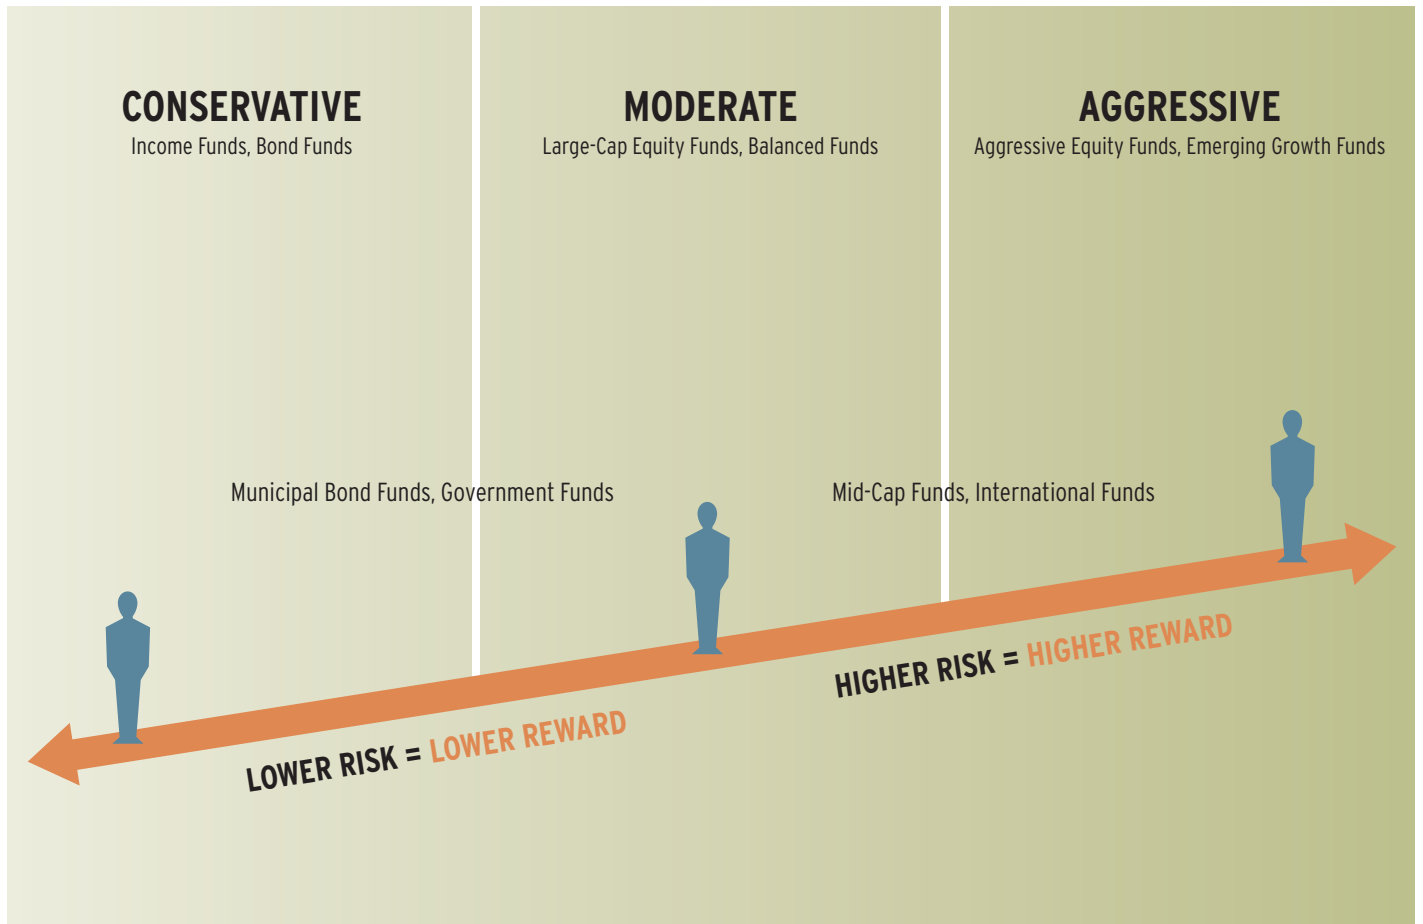 CONSERVATIVE
Income Funds, Bond Funds
MODERATE
Large-Cap Equity Funds, Balanced Funds
AGGRESSIVE
Aggressive Equity Funds, Emerging Growth Funds
Municipal Bond Funds, Government Funds
Mid-Cap Funds, International Funds
LOWER RISK = LOWER REWARD
HIGHER RISK = HIGHER REWARD